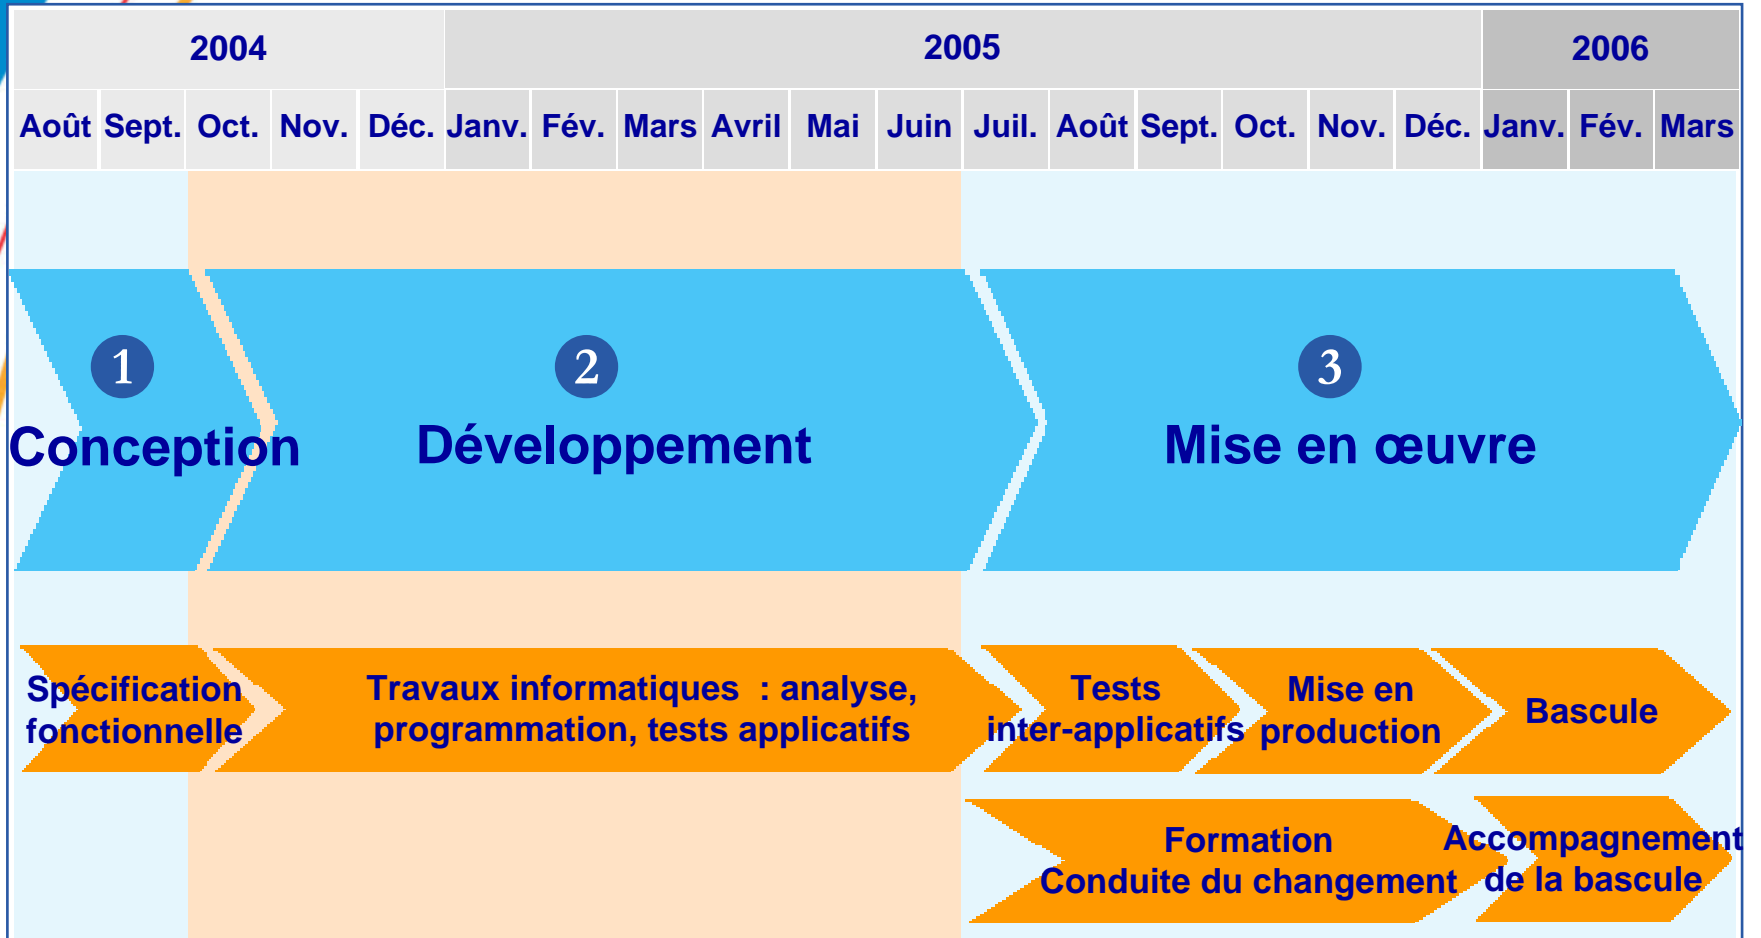 2004 2005 2006
Août Sept. Oct. Nov. Déc. Janv. Fév. Mars Avril Mai Juin Juil. Août Sept. Oct. Nov. Déc. Janv. Fév. Mars
1 2 3
Conception Développement Mise en œuvre
Spécification
fonctionnelle
Travaux informatiques : analyse,
programmation, tests applicatifs
Tests
inter-applicatifs
Mise en
production
Bascule
Formation
Conduite du changement
Accompagnement
de la bascule